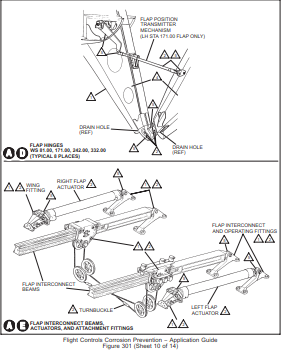 FLAP POSITION
TRANSMITTER
MECHANISM
(LH STA 171.00 FLAP ONLY)
DRAIN HOLE
(REF)
DRAIN HOLE
(REF)
A D
FLAP HINGES
WS 81.00, 171.00, 242.00, 332.00
(TYPICAL 8 PLACES)
WING
FITTING
RIGHT FLAP
ACTUATOR
FLAP INTERCONNECT
AND OPERATING FITTINGS
FLAP INTERCONNECT
BEAMS
TURNBUCKLE
LEFT FLAP
ACTUATOR
A E
FLAP INTERCONNECT BEAMS,
ACTUATORS, AND ATTACHMENT FITTINGS
Flight Controls Corrosion Prevention – Application Guide
Figure 301 (Sheet 10 of 14)